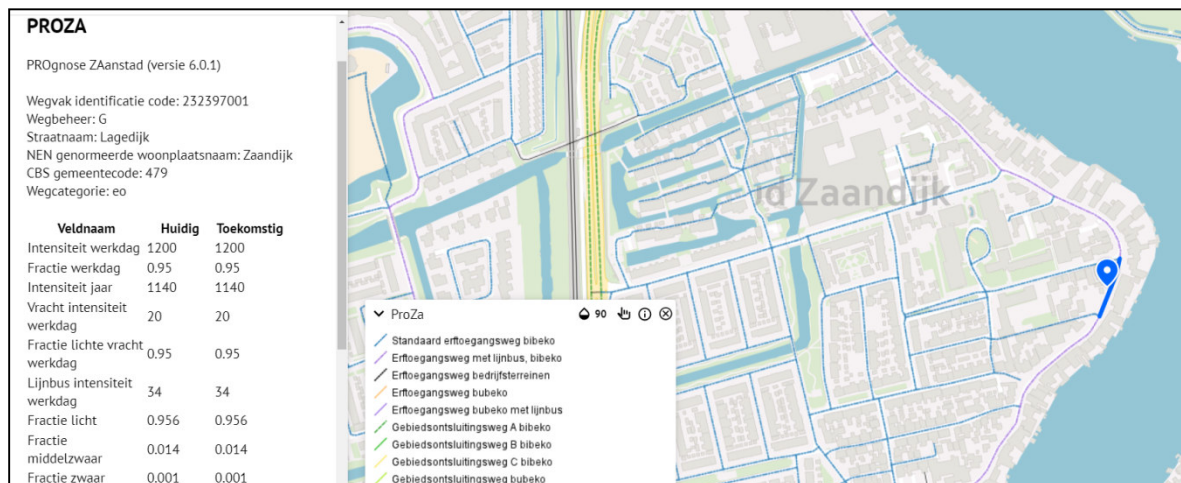 PROZA
PROgnose ZAanstad (versie 6.0.1)
Wegvak identificatie code: 232397001
Wegbeheer: G
Straatnaam: Lagedijk
NEN genormeerde woonplaatsnaam: Zaandijk
CBS gemeentecode: 479
Wegcategorie: eo
Veldnaam Huidig Toekomstig
Intensiteit werkdag 1200 1200
Fractie werkdag 0.95 0.95
Intensiteit jaar 1140 1140
Vracht intensiteit
werkdag 20 20
Fractie lichte vracht
werkdag 0.95 0.95
Lijnbus intensiteit
werkdag 34 34
Fractie licht 0.956 0.956
Fractie
middelzwaar 0.014 0.014
Fractie zwaar 0.001 0.001
d Zaandijk
ProZa 90
Standaard erftoegangsweg bibeko
Erftoegangsweg met lijnbus, bibeko
Erftoegangsweg bedrijfsterreinen
Erftoegangsweg bubeko
Erftoegangsweg bubeko met lijnbus
Gebiedsontsluitingsweg A bibeko
Gebiedsontsluitingsweg B bibeko
Gebiedsontsluitingsweg C bibeko
Gebiedsontsluitingsweg bubeko